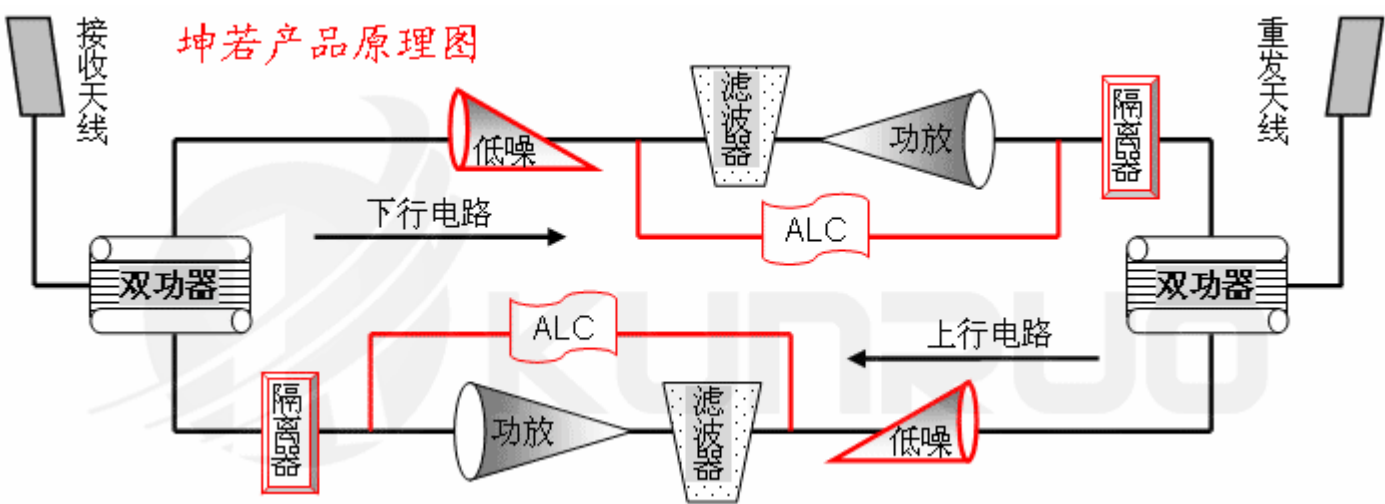 坤若产品原理图
接收天线
重发天线
低噪
滤波器
功放
隔离器
下行电路
ALC
双功器
双功器
ALC
上行电路
隔离器
功放
滤波器
低噪
KUNRUO